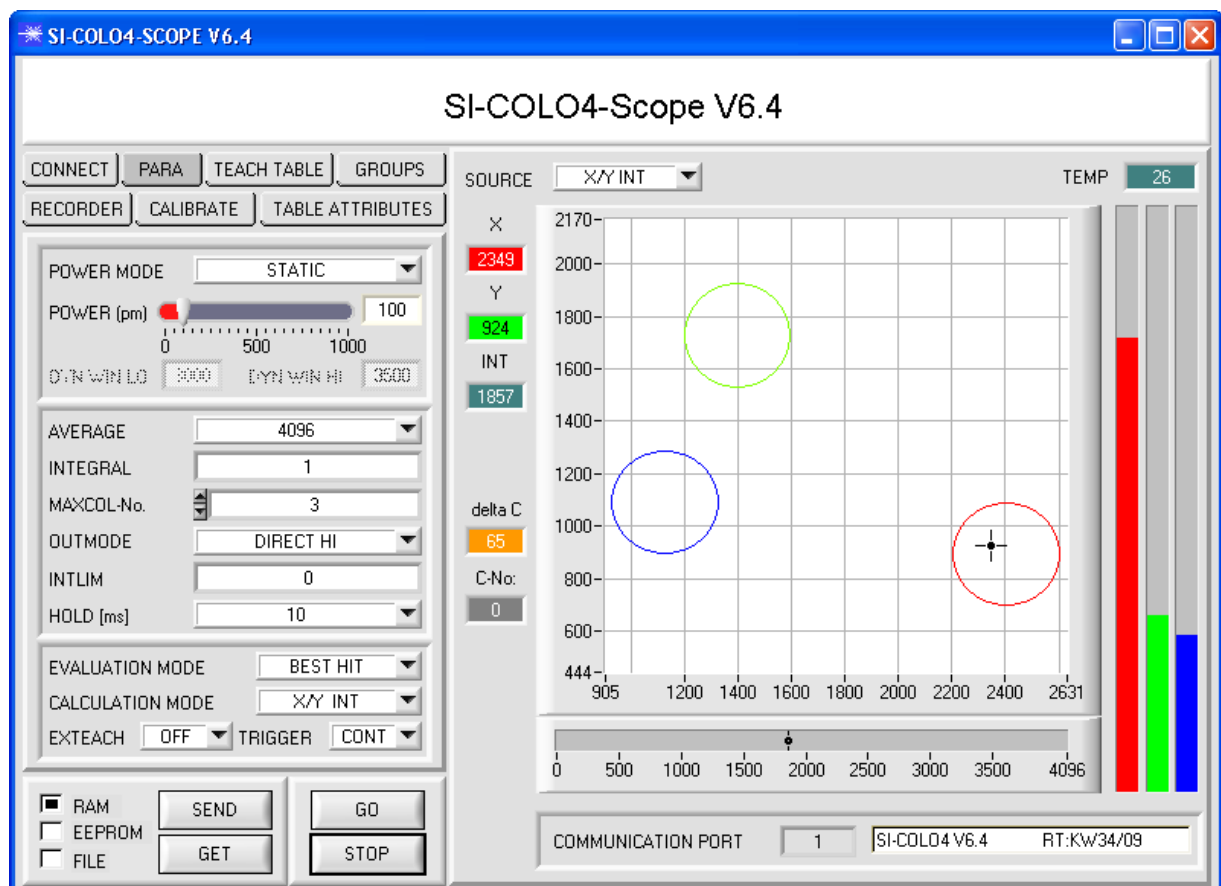 SI-COLO4-SCOPE V6.4
SI-COLO4-Scope V6.4
CONNECT PARA TEACH TABLE GROUPS
RECORDER CALIBRATE TABLE ATTRIBUTES
POWER MODE STATIC
POWER (pm) 100
0 500 1000
DYN WIN LO 3000 DYN WIN HI 3500
AVERAGE 4096
INTEGRAL 1
MAXCOL-No. 3
OUTMODE DIRECT HI
INTLIM 0
HOLD [ms] 10
EVALUATION MODE BEST HIT
CALCULATION MODE X/Y INT
EXTEACH OFF TRIGGER CONT
RAM
EEPROM
FILE
SEND
GET
GO
STOP
SOURCE X/Y INT TEMP 26
X
2349
Y
924
INT
1857
delta C
65
C-No:
0
2170
2000
1800
1600
1400
1200
1000
800
600
444
905 1200 1400 1600 1800 2000 2200 2400 2631
0 500 1000 1500 2000 2500 3000 3500 4096
COMMUNICATION PORT 1 SI-COLO4 V6.4 RT:KW34/09